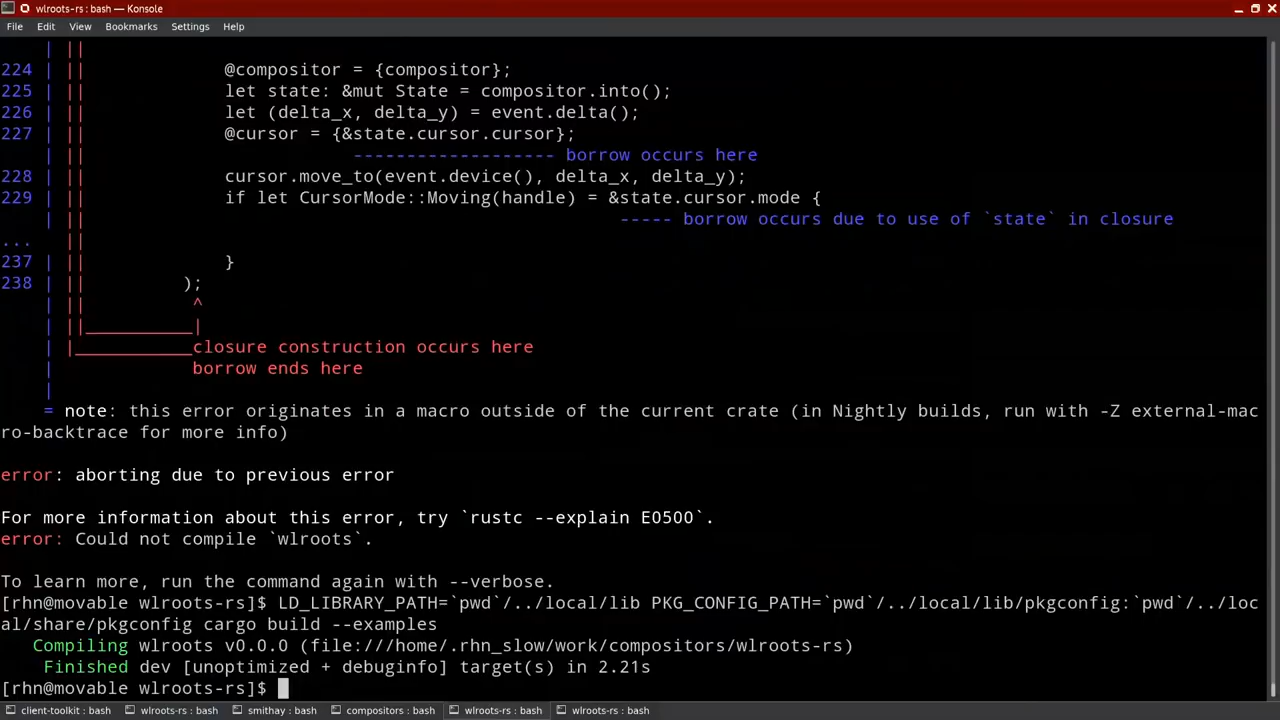 wlroots-rs : bash — Konsole
File Edit View Bookmarks Settings Help
224 | || @compositor = {compositor};
225 | || let state: &mut State = compositor.into();
226 | || let (delta_x, delta_y) = event.delta();
227 | || @cursor = {&state.cursor.cursor};
| || ------------------- borrow occurs here
228 | || cursor.move_to(event.device(), delta_x, delta_y);
229 | || if let CursorMode::Moving(handle) = &state.cursor.mode {
| || ----- borrow occurs due to use of `state` in closure
... ||
237 | || }
238 | || );
| || ^
| ||__________|
| |___________closure construction occurs here
| borrow ends here
|
= note: this error originates in a macro outside of the current crate (in Nightly builds, run with -Z external-mac
ro-backtrace for more info)
error: aborting due to previous error
For more information about this error, try `rustc --explain E0500`.
error: Could not compile `wlroots`.
To learn more, run the command again with --verbose.
[rhn@movable wlroots-rs]$ LD_LIBRARY_PATH=`pwd`/../local/lib PKG_CONFIG_PATH=`pwd`/../local/lib/pkgconfig:`pwd`/../loc
al/share/pkgconfig cargo build --examples
Compiling wlroots v0.0.0 (file:///home/.rhn_slow/work/compositors/wlroots-rs)
Finished dev [unoptimized + debuginfo] target(s) in 2.21s
[rhn@movable wlroots-rs]$
client-toolkit : bash wlroots-rs : bash smithay : bash compositors : bash wlroots-rs : bash wlroots-rs : bash